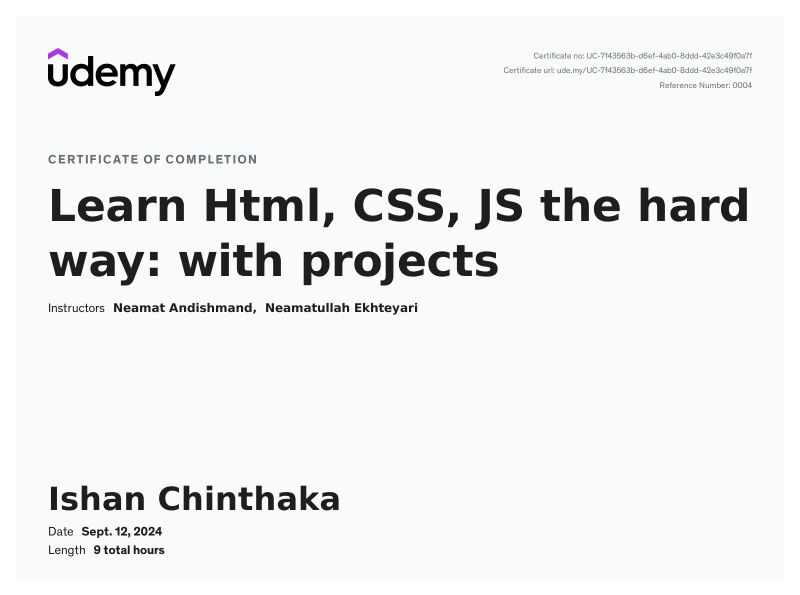 udemy
Certificate no: UC-7f43563b-d6ef-4ab0-8ddd-42e3c49f0a7f
Certificate url: ude.my/UC-7f43563b-d6ef-4ab0-8ddd-42e3c49f0a7f
Reference Number: 0004
CERTIFICATE OF COMPLETION
Learn Html, CSS, JS the hard
way: with projects
Instructors Neamat Andishmand, Neamatullah Ekhteyari
Ishan Chinthaka
Date Sept. 12, 2024
Length 9 total hours